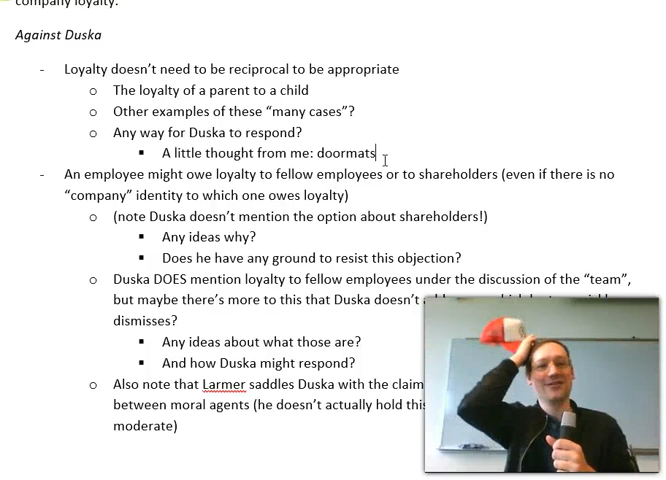 company loyalty.
Against Duska
- Loyalty doesn't need to be reciprocal to be appropriate
o The loyalty of a parent to a child
o Other examples of these "many cases"?
o Any way for Duska to respond?
▪ A little thought from me: doormats
- An employee might owe loyalty to fellow employees or to shareholders (even if there is no
"company" identity to which one owes loyalty)
o (note Duska doesn't mention the option about shareholders!)
▪ Any ideas why?
▪ Does he have any ground to resist this objection?
o Duska DOES mention loyalty to fellow employees under the discussion of the "team",
but maybe there's more to this that Duska doesn't
dismisses?
▪ Any ideas about what those are?
▪ And how Duska might respond?
o Also note that Larmer saddles Duska with the claim
between moral agents (he doesn't actually hold this
moderate)